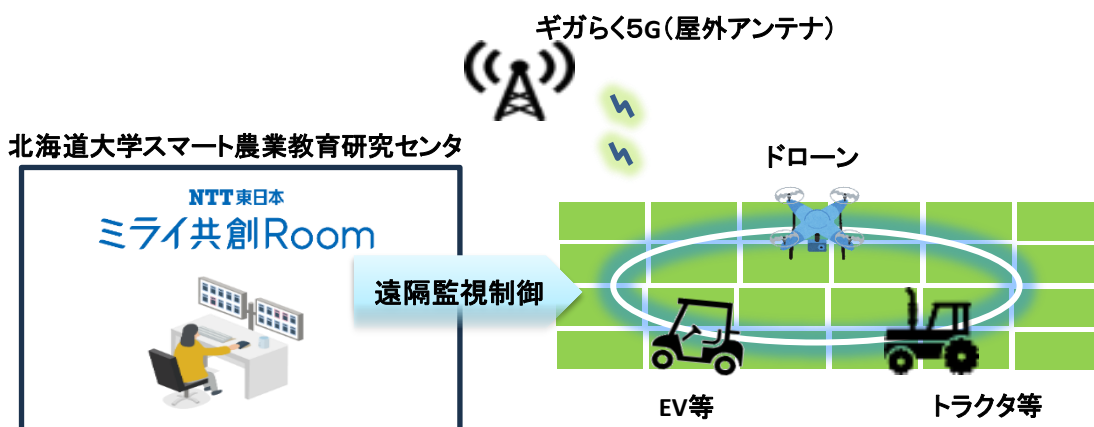 ギガらく5G(屋外アンテナ)
北海道大学スマート農業教育研究センタ
ドローン
NTT東日本
ミライ共創Room
遠隔監視制御
EV等
トラクタ等